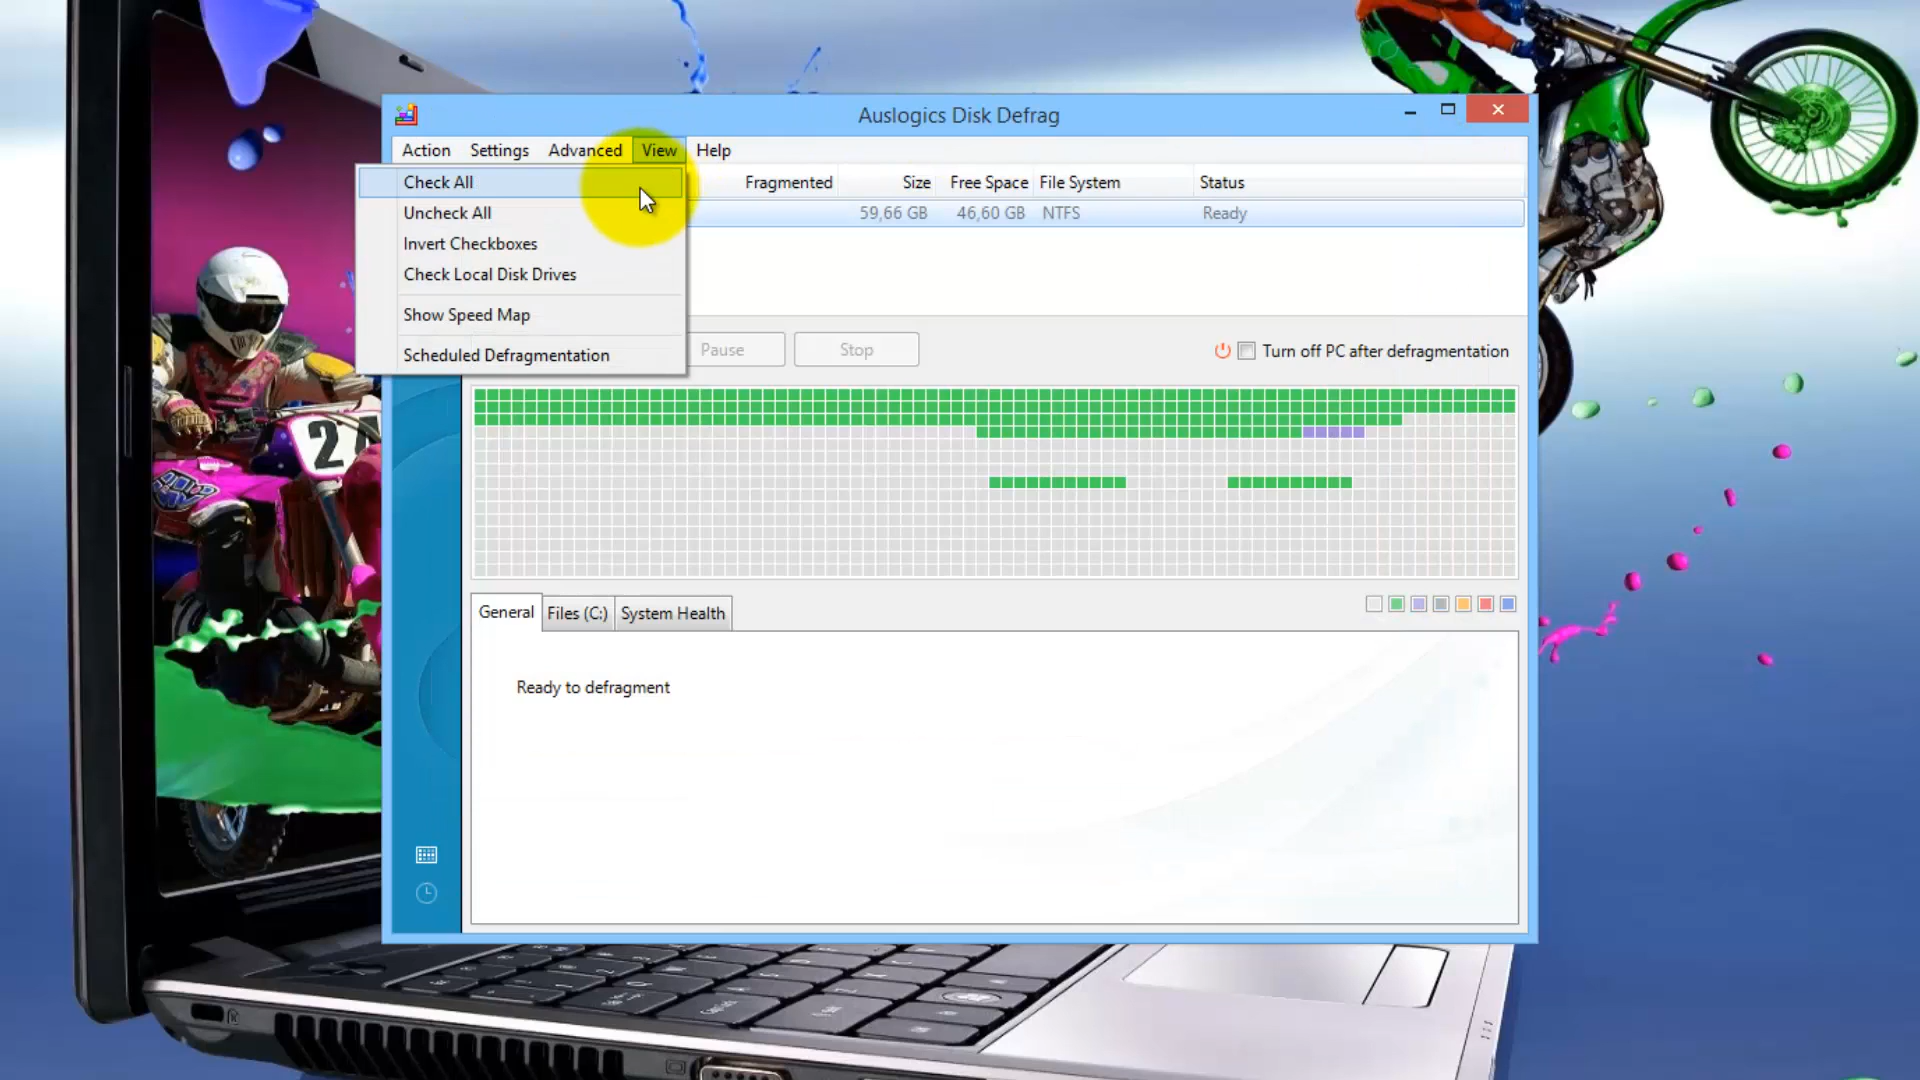 Auslogics Disk Defrag
Action Settings Advanced View Help
Check All
Uncheck All
Invert Checkboxes
Check Local Disk Drives
Show Speed Map
Scheduled Defragmentation
Fragmented Size Free Space File System Status
59,66 GB 46,60 GB NTFS Ready
Pause Stop Turn off PC after defragmentation
General Files (C:) System Health
Ready to defragment